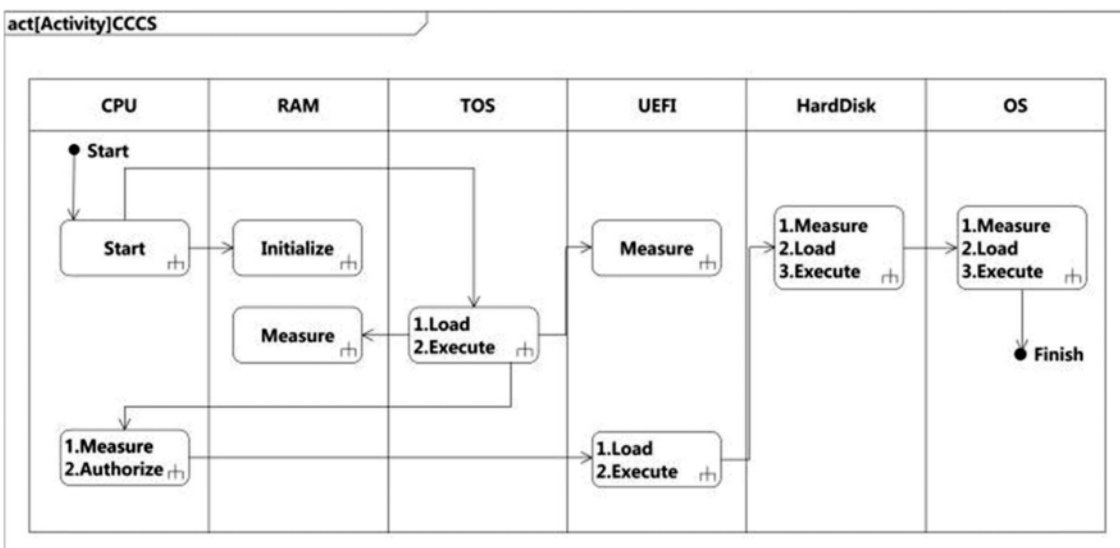 act[Activity]CCCS
CPU
RAM
TOS
UEFI
HardDisk
OS
Start
Start
Initialize
Measure
1.Measure
2.Load
3.Execute
1.Measure
2.Load
3.Execute
Measure
1.Load
2.Execute
Finish
1.Measure
2.Authorize
1.Load
2.Execute